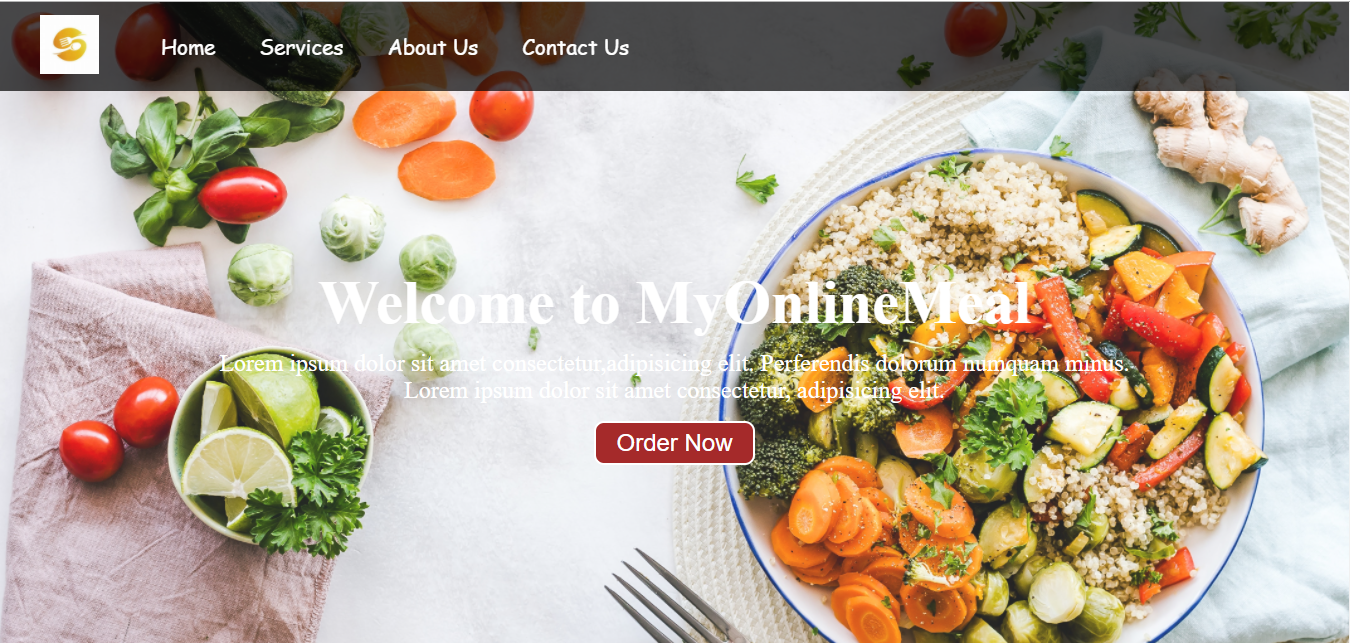 Home Services About Us Contact Us
Welcome to MyOnlineMeal
Lorem ipsum dolor sit amet consectetur,adipisicing elit. Perferendis dolorum numquam minus.
Lorem ipsum dolor sit amet consectetur, adipisicing elit.
Order Now